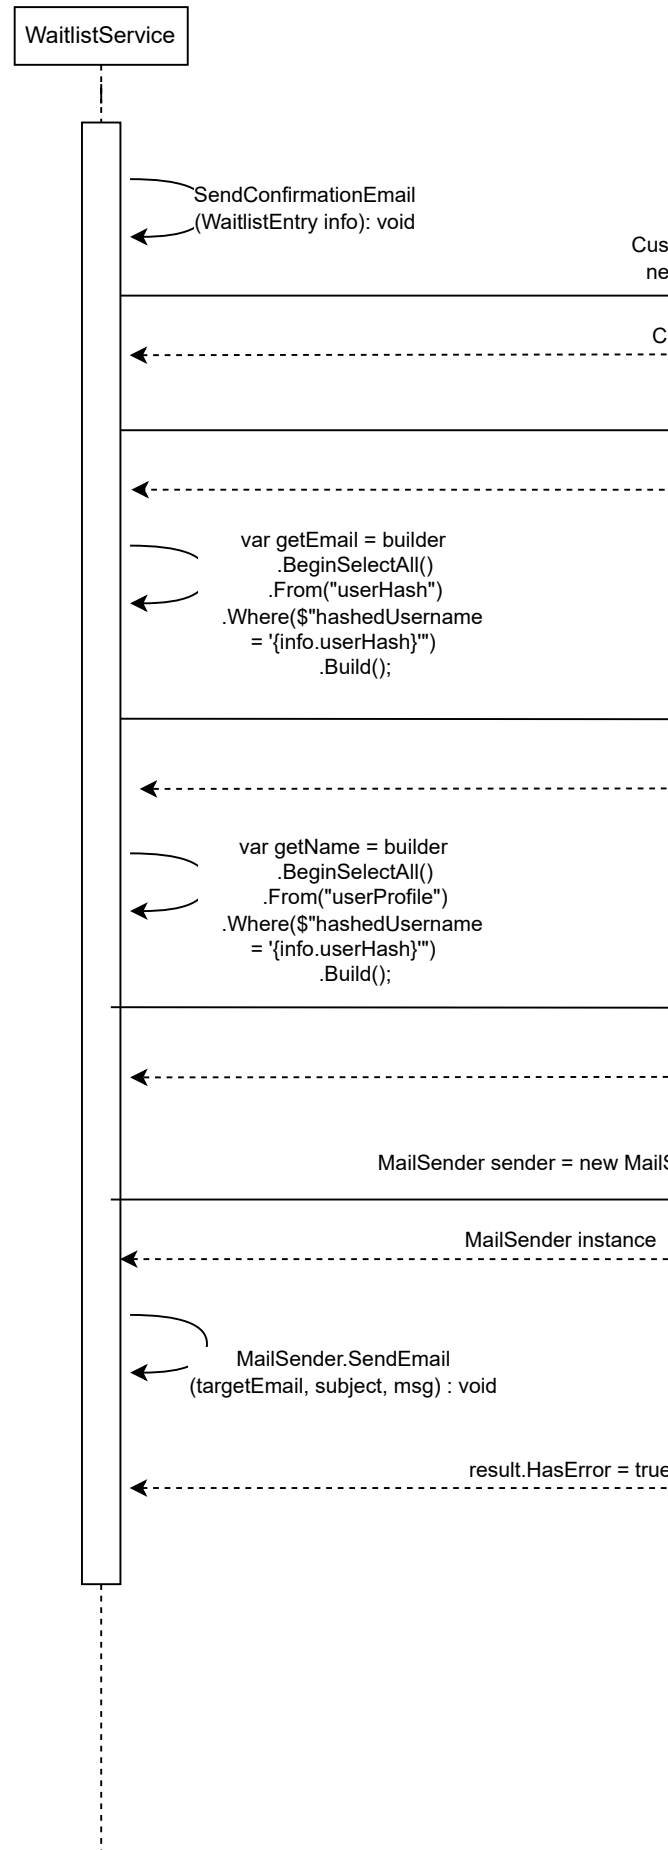 WaitlistService
SendConfirmationEmail
(WaitlistEntry info): void
Cus
ne
C
var getEmail = builder
.BeginSelectAll()
.From("userHash")
.Where($"hashedUsername
= '{info.userHash}'")
.Build();
var getName = builder
.BeginSelectAll()
.From("userProfile")
.Where($"hashedUsername
= '{info.userHash}'")
.Build();
MailSender sender = new MailS
MailSender instance
MailSender.SendEmail
(targetEmail, subject, msg) : void
result.HasError = true